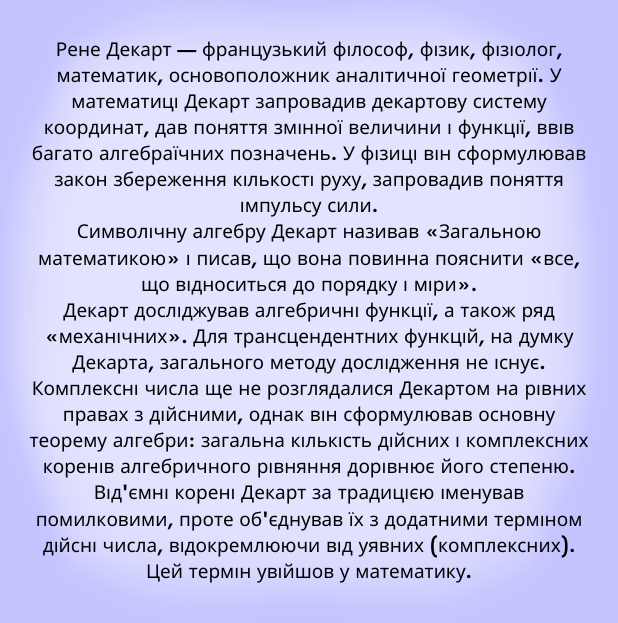 Рене Декарт — французький філософ, фізик, фізіолог,
математик, основоположник аналітичної геометрії. У
математиці Декарт запровадив декартову систему
координат, дав поняття змінної величини і функції, ввів
багато алгебраїчних позначень. У фізиці він сформулював
закон збереження кількості руху, запровадив поняття
імпульсу сили.
Символічну алгебру Декарт називав «Загальною
математикою» і писав, що вона повинна пояснити «все,
що відноситься до порядку і міри».
Декарт досліджував алгебричні функції, а також ряд
«механічних». Для трансцендентних функцій, на думку
Декарта, загального методу дослідження не існує.
Комплексні числа ще не розглядалися Декартом на рівних
правах з дійсними, однак він сформулював основну
теорему алгебри: загальна кількість дійсних і комплексних
коренів алгебричного рівняння дорівнює його степеню.
Від'ємні корені Декарт за традицією іменував
помилковими, проте об'єднував їх з додатними терміном
дійсні числа, відокремлюючи від уявних (комплексних).
Цей термін увійшов у математику.